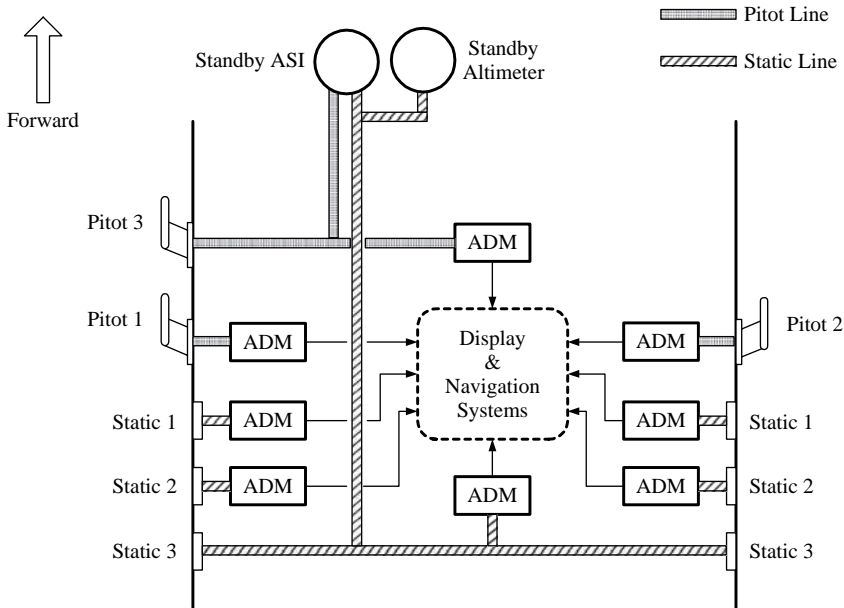 Pitot Line
Static Line
Forward
Standby ASI
Standby
Altimeter
Pitot 3
ADM
Pitot 1
ADM
Display
&
Navigation
Systems
ADM
Pitot 2
Static 1
ADM
ADM
Static 1
Static 2
ADM
ADM
ADM
Static 2
Static 3
Static 3